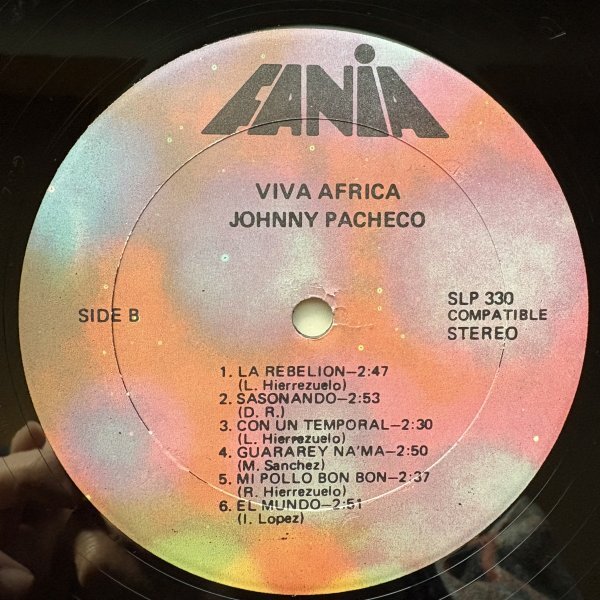 FANIA
VIVA AFRICA
JOHNNY PACHECO
SIDE B
SLP 330
COMPATIBLE
STEREO
1. LA REBELION—2:47
(L. Hierrezuelo)
2. SASONANDO—2:53
(D. R.)
3. CON UN TEMPORAL—2:30
(L. Hierrezuelo)
4. GUARAREY NA'MA—2:50
(M. Sanchez)
5. MI POLLO BON BON—2:37
(R. Hierrezuelo)
6. EL MUNDO—2:51
(I. Lopez)